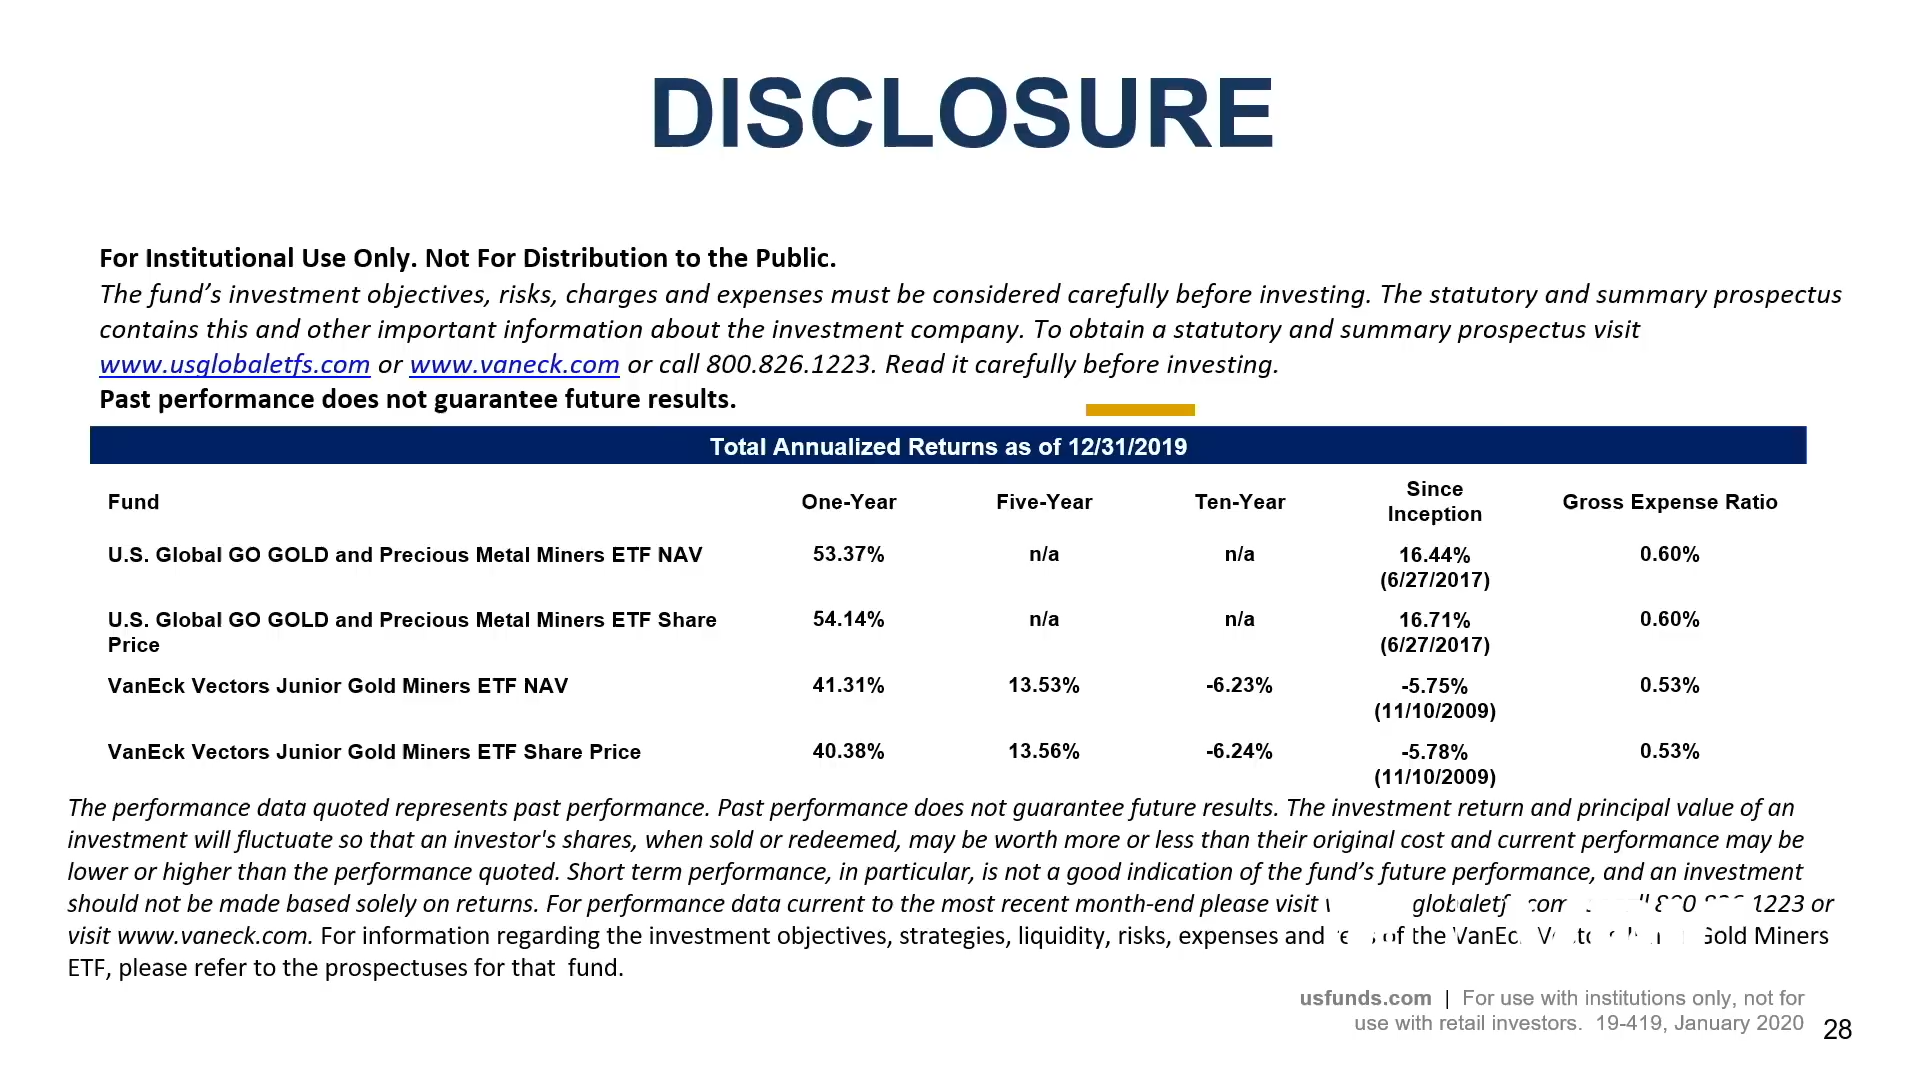 DISCLOSURE
For Institutional Use Only. Not For Distribution to the Public.
The fund’s investment objectives, risks, charges and expenses must be considered carefully before investing. The statutory and summary prospectus
contains this and other important information about the investment company. To obtain a statutory and summary prospectus visit
www.usglobaletfs.com or www.vaneck.com or call 800.826.1223. Read it carefully before investing.
Past performance does not guarantee future results.
Total Annualized Returns as of 12/31/2019
Fund One-Year Five-Year Ten-Year Since Inception Gross Expense Ratio
U.S. Global GO GOLD and Precious Metal Miners ETF NAV 53.37% n/a n/a 16.44% 0.60%
(6/27/2017)
U.S. Global GO GOLD and Precious Metal Miners ETF Share 54.14% n/a n/a 16.71% 0.60%
Price (6/27/2017)
VanEck Vectors Junior Gold Miners ETF NAV 41.31% 13.53% -6.23% -5.75% 0.53%
(11/10/2009)
VanEck Vectors Junior Gold Miners ETF Share Price 40.38% 13.56% -6.24% -5.78% 0.53%
(11/10/2009)
The performance data quoted represents past performance. Past performance does not guarantee future results. The investment return and principal value of an
investment will fluctuate so that an investor's shares, when sold or redeemed, may be worth more or less than their original cost and current performance may be
lower or higher than the performance quoted. Short term performance, in particular, is not a good indication of the fund’s future performance, and an investment
should not be made based solely on returns. For performance data current to the most recent month-end please visit 1223 or
visit www.vaneck.com. For information regarding the investment objectives, strategies, liquidity, risks, expenses and of the Gold Miners
ETF, please refer to the prospectuses for that fund.
usfunds.com | For use with institutions only, not for
use with retail investors. 19-419, January 2020
28